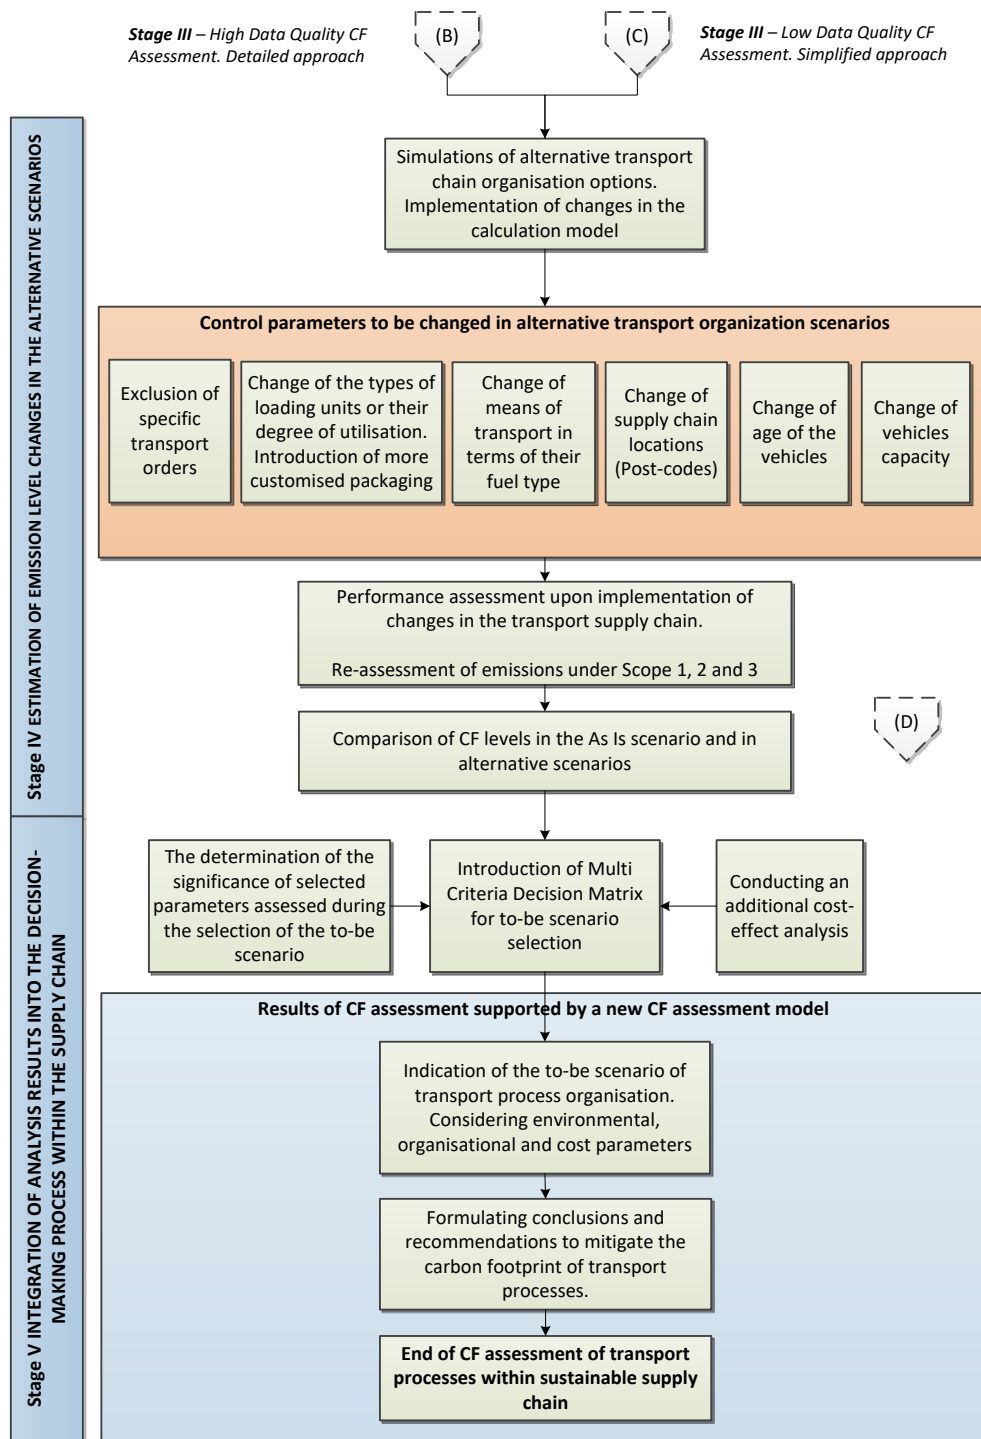 Stage III – High Data Quality CF
Assessment. Detailed approach
(B)
(C)
Stage III – Low Data Quality CF
Assessment. Simplified approach
Stage IV ESTIMATION OF EMISSION LEVEL CHANGES IN THE ALTERNATIVE SCENARIOS
Simulations of alternative transport
chain organisation options.
Implementation of changes in the
calculation model
Control parameters to be changed in alternative transport organization scenarios
Exclusion of
specific
transport
orders
Change of the types of
loading units or their
degree of utilisation.
Introduction of more
customised packaging
Change of
means of
transport in
terms of their
fuel type
Change of
supply chain
locations
(Post-codes)
Change of
age of the
vehicles
Change of
vehicles
capacity
Performance assessment upon implementation of
changes in the transport supply chain.
Re-assessment of emissions under Scope 1, 2 and 3
(D)
Comparison of CF levels in the As Is scenario and in
alternative scenarios
Stage V INTEGRATION OF ANALYSIS RESULTS INTO THE DECISION-
MAKING PROCESS WITHIN THE SUPPLY CHAIN
The determination of the
significance of selected
parameters assessed during
the selection of the to-be
scenario
Introduction of Multi
Criteria Decision Matrix
for to-be scenario
selection
Conducting an
additional cost-
effect analysis
Results of CF assessment supported by a new CF assessment model
Indication of the to-be scenario of
transport process organisation.
Considering environmental,
organisational and cost parameters
Formulating conclusions and
recommendations to mitigate the
carbon footprint of transport
processes.
End of CF assessment of transport
processes within sustainable supply
chain